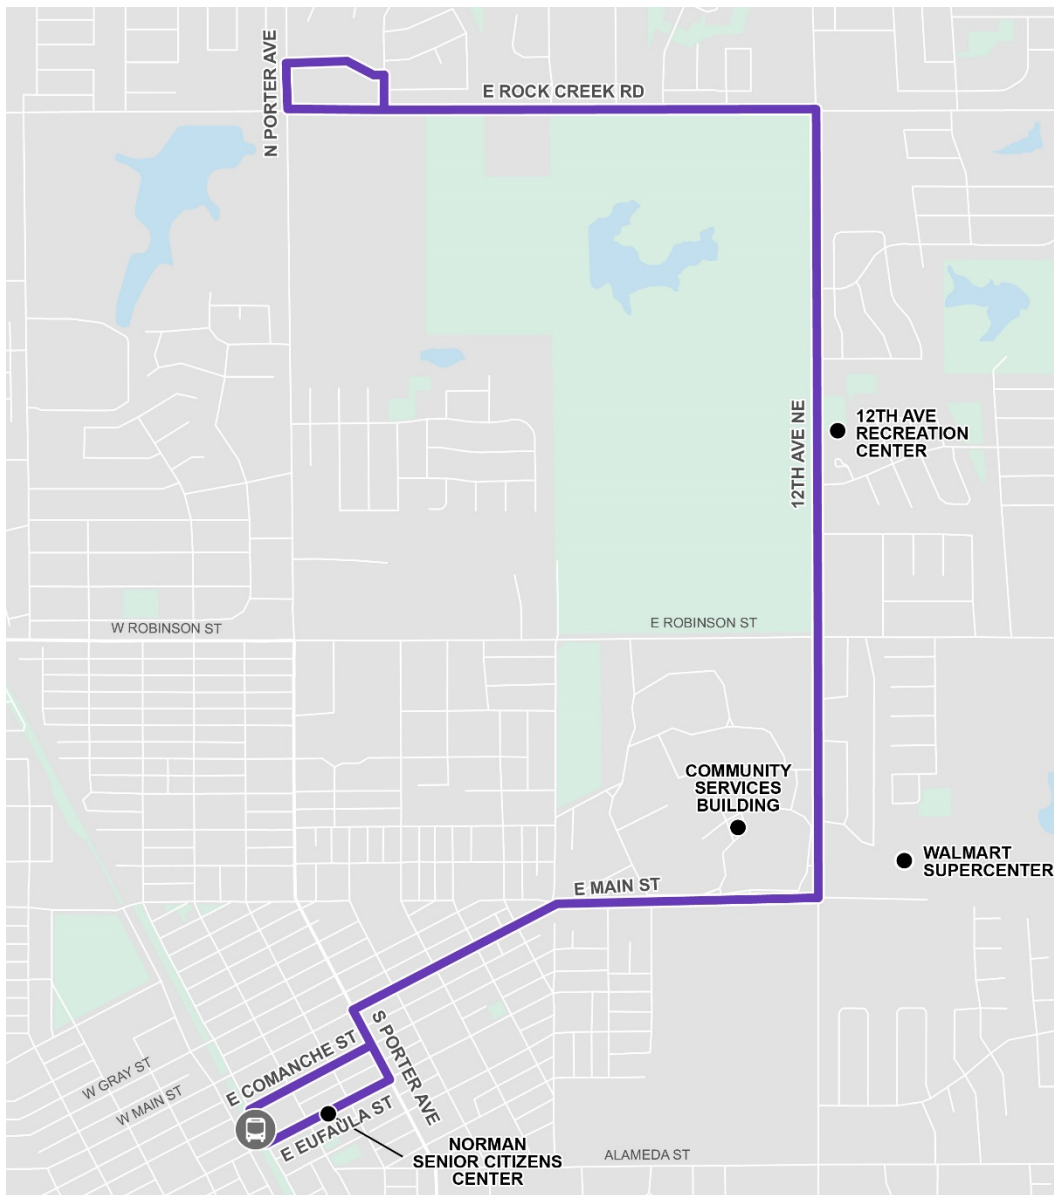 N PORTER AVE
E ROCK CREEK RD
12TH AVE NE
12TH AVE
RECREATION
CENTER
W ROBINSON ST
E ROBINSON ST
COMMUNITY
SERVICES
BUILDING
WALMART
SUPERCENTER
E MAIN ST
S PORTER AVE
E COMANCHE ST
W GRAY ST
W MAIN ST
E EUFAULA ST
NORMAN
SENIOR CITIZENS
CENTER
ALAMEDA ST